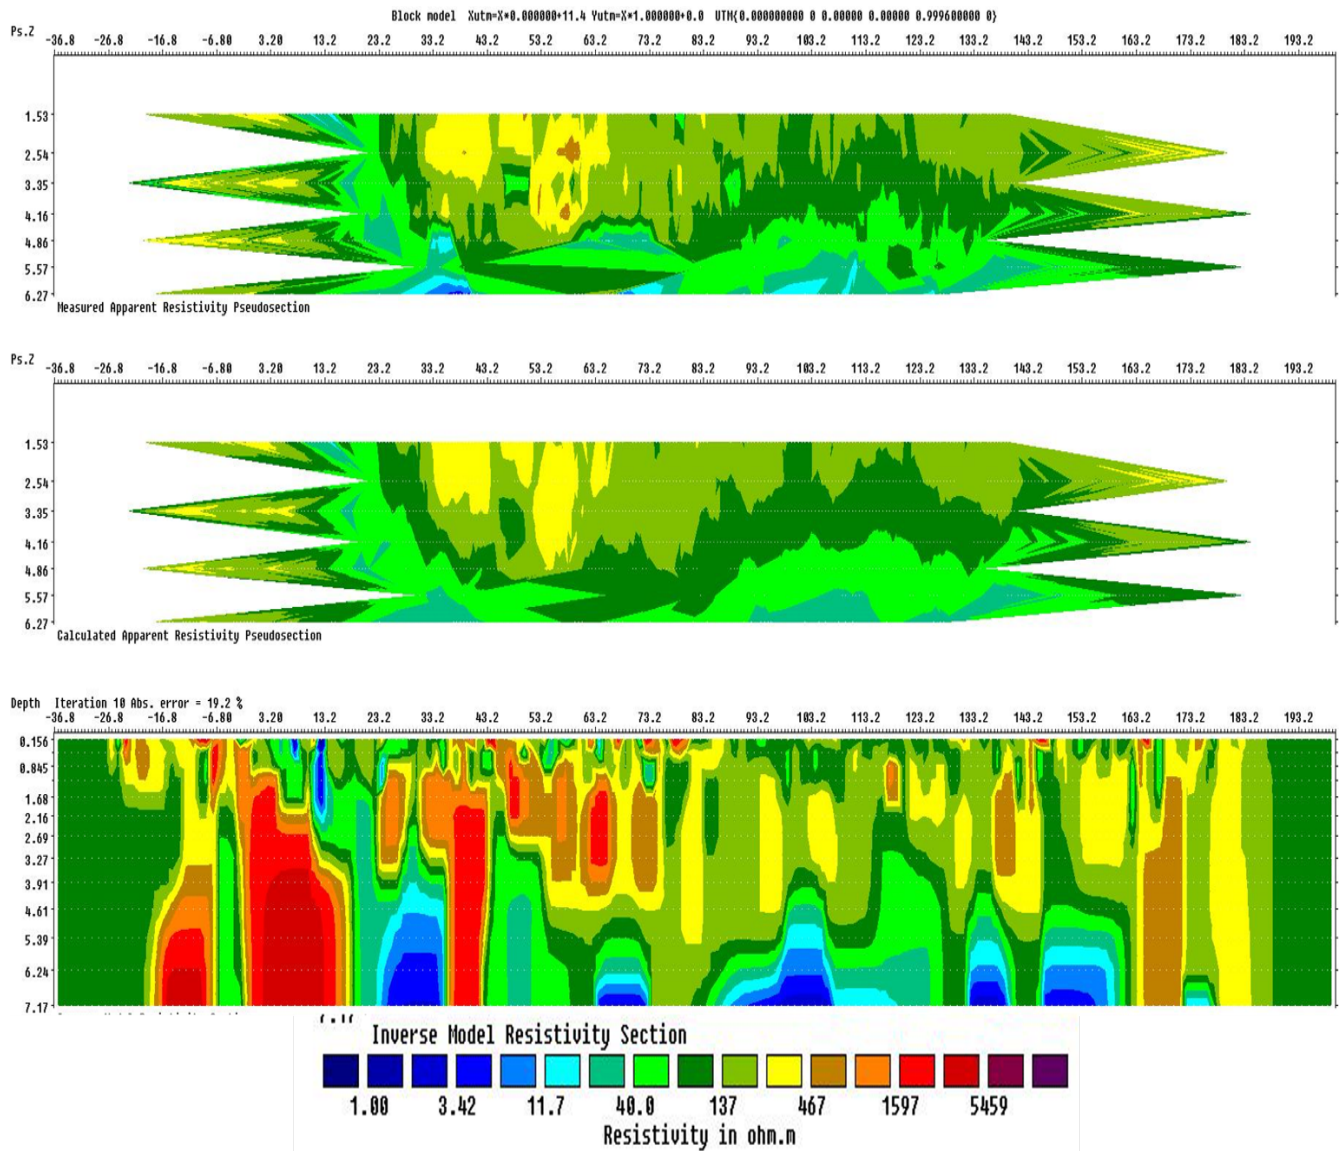 Block model Xutm=X*0.000000+11.4 Yutm=X*1.000000+0.0 UTM{0.000000000 0 0.00000 0.00000 0.999600000 0}
Ps.Z
-36.8 -26.8 -16.8 -6.80 3.20 13.2 23.2 33.2 43.2 53.2 63.2 73.2 83.2 93.2 103.2 113.2 123.2 133.2 143.2 153.2 163.2 173.2 183.2 193.2
1.53
2.54
3.35
4.16
4.86
5.57
6.27
Measured Apparent Resistivity Pseudosection
Ps.Z
-36.8 -26.8 -16.8 -6.80 3.20 13.2 23.2 33.2 43.2 53.2 63.2 73.2 83.2 93.2 103.2 113.2 123.2 133.2 143.2 153.2 163.2 173.2 183.2 193.2
1.53
2.54
3.35
4.16
4.86
5.57
6.27
Calculated Apparent Resistivity Pseudosection
Depth Iteration 10 Abs. error = 19.2 %
-36.8 -26.8 -16.8 -6.80 3.20 13.2 23.2 33.2 43.2 53.2 63.2 73.2 83.2 93.2 103.2 113.2 123.2 133.2 143.2 153.2 163.2 173.2 183.2 193.2
0.156
0.845
1.68
2.16
2.69
3.27
3.91
4.61
5.39
6.24
7.17
Inverse Model Resistivity Section
1.00 3.42 11.7 40.0 137 467 1597 5459
Resistivity in ohm.m